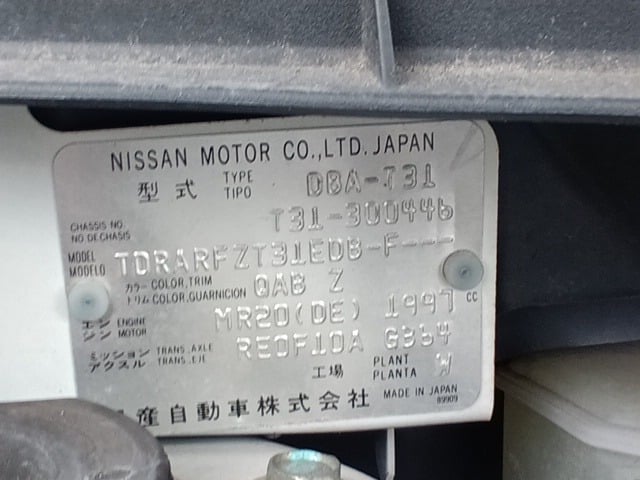 NISSAN MOTOR CO.,LTD. JAPAN
型式 TYPE TIPO DBA-T31
CHASSIS NO. NO DE CHASIS T31-300446
MODEL MODELO TDRARFZT31EDB-F---
カラー COLOR,TRIM トリム COLOR,GUARNICION QAB Z
エンジン ENGINE MOTOR MR20(DE) 1997 CC
ミッション アクスル TRANS.,AXLE TRANS.,EJE RE0F10A G364
工場 PLANT PLANTA W
産自動車株式会社 MADE IN JAPAN
89909